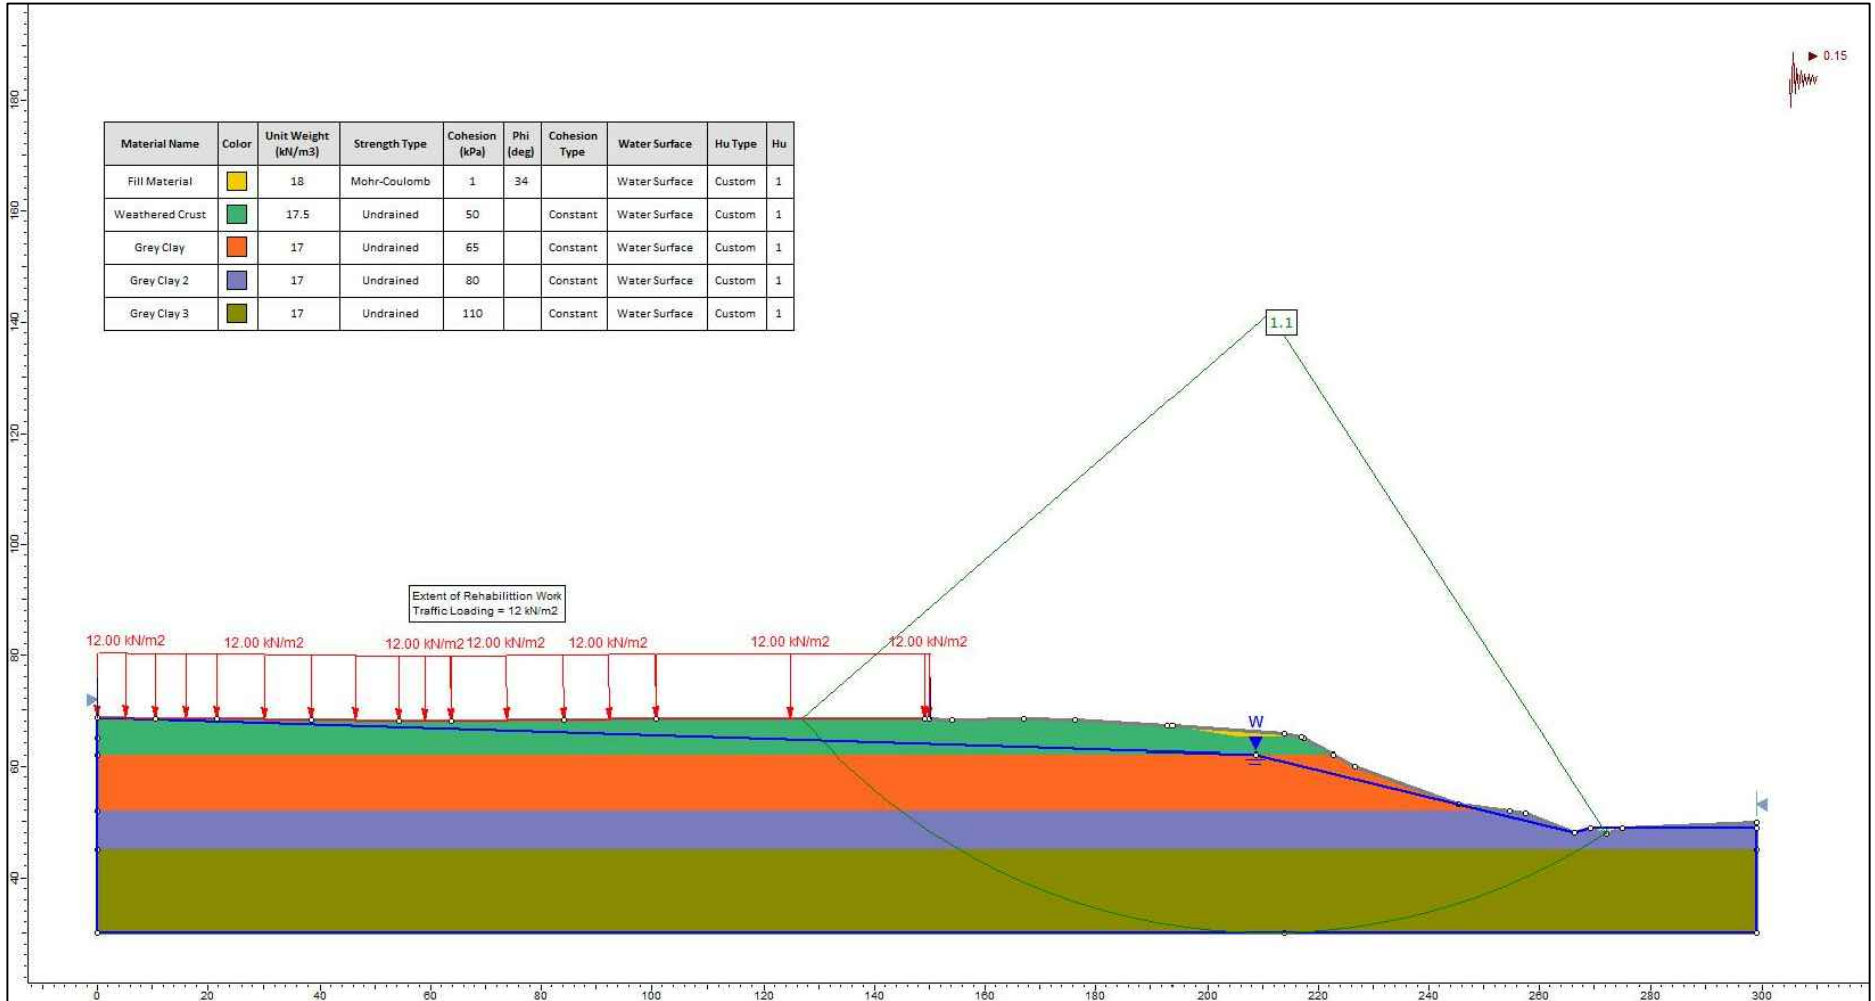 0.15
Material Name Color Unit Weight (kN/m3) Strength Type Cohesion (kPa) Phi (deg) Cohesion Type Water Surface Hu Type Hu
Fill Material 18 Mohr-Coulomb 1 34 Water Surface Custom 1
Weathered Crust 17.5 Undrained 50 Constant Water Surface Custom 1
Grey Clay 17 Undrained 65 Constant Water Surface Custom 1
Grey Clay 2 17 Undrained 80 Constant Water Surface Custom 1
Grey Clay 3 17 Undrained 110 Constant Water Surface Custom 1
1.1
Extent of Rehabilittion Work
Traffic Loading = 12 kN/m2
12.00 kN/m2 12.00 kN/m2 12.00 kN/m2 12.00 kN/m2 12.00 kN/m2 12.00 kN/m2 12.00 kN/m2
W
180
160
140
120
100
80
60
40
0 20 40 60 80 100 120 140 160 180 200 220 240 260 280 300